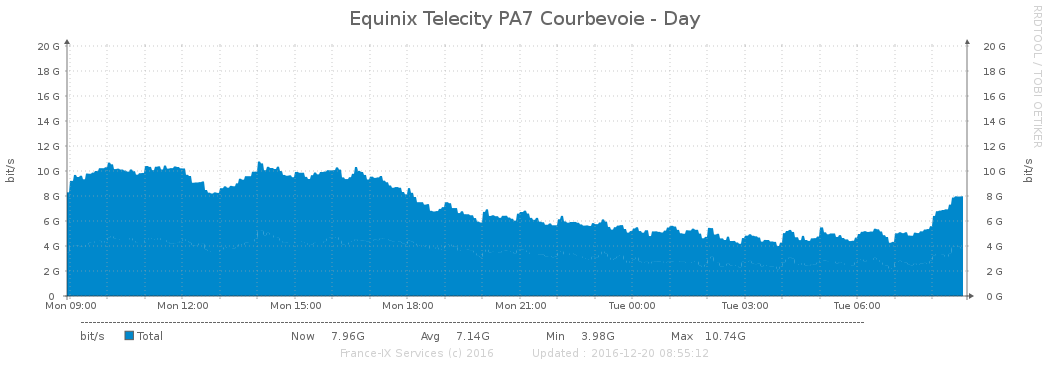 Equinix Telecity PA7 Courbevoie - Day
RRDTOOL / TOBI OETIKER
20 G 20 G
18 G 18 G
16 G 16 G
14 G 14 G
12 G 12 G
10 G 10 G
8 G 8 G
6 G 6 G
4 G 4 G
2 G 2 G
0 0 G
bit/s bit/s
Mon 09:00 Mon 12:00 Mon 15:00 Mon 18:00 Mon 21:00 Tue 00:00 Tue 03:00 Tue 06:00
bit/s Total Now 7.96G Avg 7.14G Min 3.98G Max 10.74G
France-IX Services (c) 2016 Updated : 2016-12-20 08:55:12